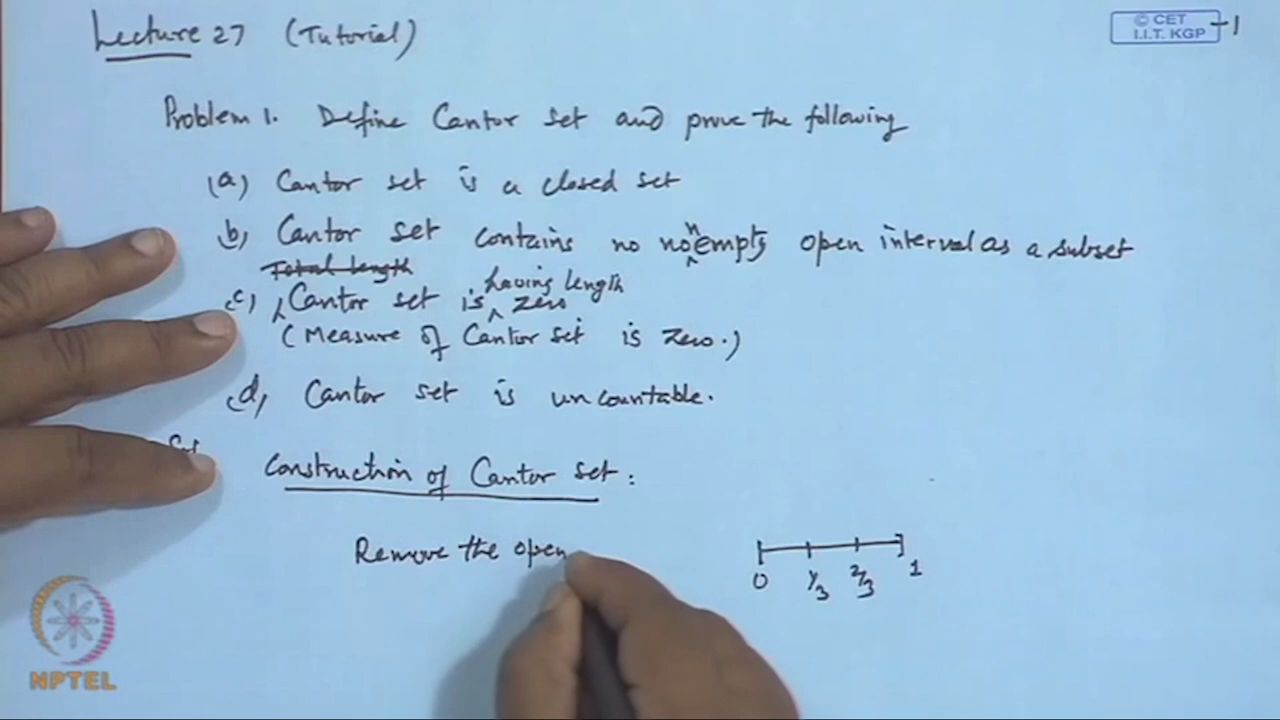 Lecture 27 (Tutorial)
© CET
I.I.T. KGP
-1
Problem 1. Define Cantor set and prove the following
(a) Cantor set is a closed set
b) Cantor set contains no nonempty open interval as a subset
Total length
having length
c) Cantor set is zero
(Measure of Cantor set is zero.)
d) Cantor set is uncountable.
Construction of Cantor set:
Remove the open
0 1/3 2/3 1
NPTEL